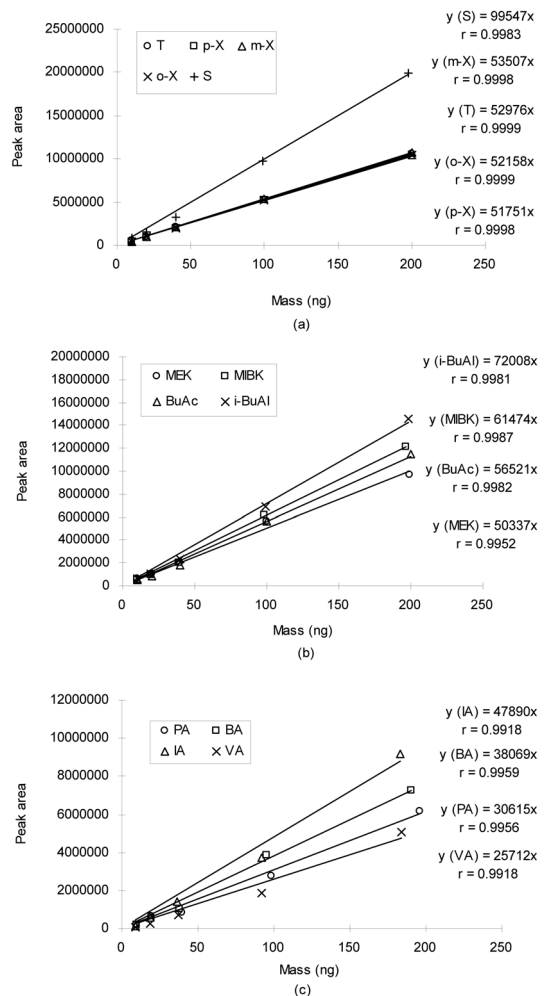 y (S) = 99547x
r = 0.9983
y (m-X) = 53507x
r = 0.9998
y (T) = 52976x
r = 0.9999
y (o-X) = 52158x
r = 0.9999
y (p-X) = 51751x
r = 0.9998
T p-X m-X
o-X S
Peak area
25000000
20000000
15000000
10000000
5000000
0
0 50 100 150 200 250
Mass (ng)
(a)
y (i-BuAl) = 72008x
r = 0.9981
y (MIBK) = 61474x
r = 0.9987
y (BuAc) = 56521x
r = 0.9982
y (MEK) = 50337x
r = 0.9952
MEK MIBK
BuAc i-BuAl
Peak area
20000000
18000000
16000000
14000000
12000000
10000000
8000000
6000000
4000000
2000000
0
0 50 100 150 200 250
Mass (ng)
(b)
y (IA) = 47890x
r = 0.9918
y (BA) = 38069x
r = 0.9959
y (PA) = 30615x
r = 0.9956
y (VA) = 25712x
r = 0.9918
PA BA
IA VA
Peak area
12000000
10000000
8000000
6000000
4000000
2000000
0
0 50 100 150 200 250
Mass (ng)
(c)